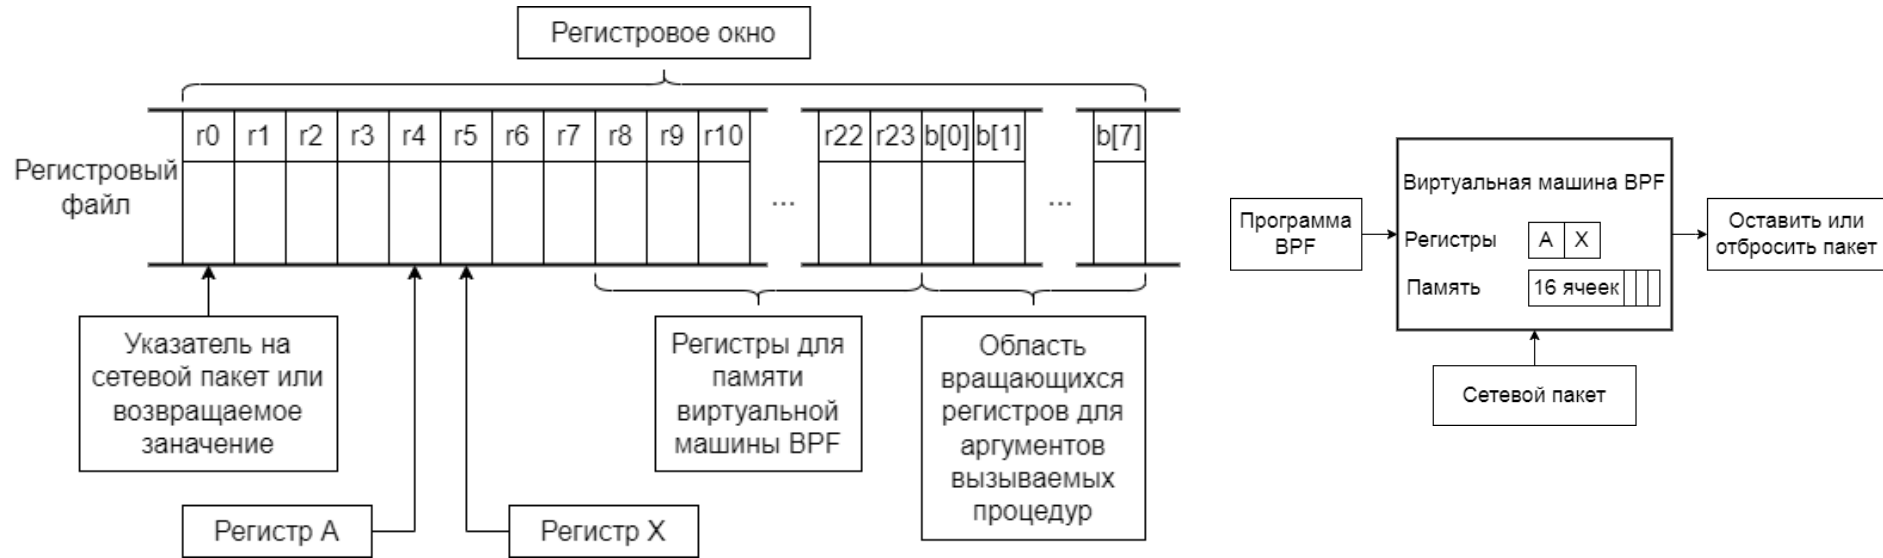 Регистровое окно
r0 r1 r2 r3 r4 r5 r6 r7 r8 r9 r10 r22 r23 b[0] b[1] b[7]
Регистровый
файл
... ...
Указатель на
сетевой пакет или
возвращаемое
заначение
Регистры для
памяти
виртуальной
машины BPF
Область
вращающихся
регистров для
аргументов
вызываемых
процедур
Регистр A
Регистр X
Программа
BPF
Виртуальная машина BPF
Регистры
A X
Память
16 ячеек
Оставить или
отбросить пакет
Сетевой пакет